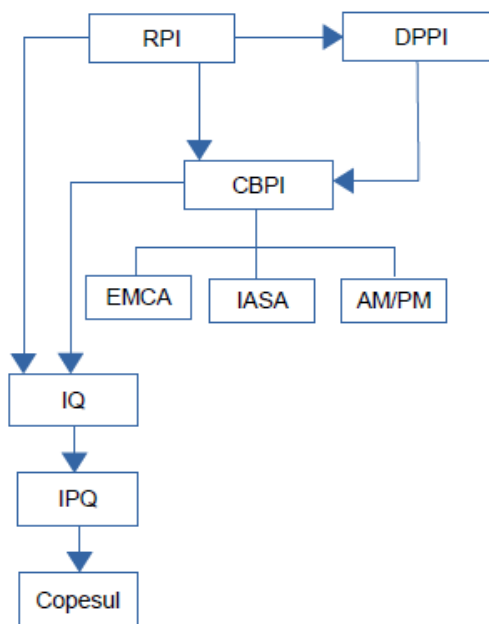 RPI
DPPI
CBPI
EMCA
IASA
AM/PM
IQ
IPQ
Copesul